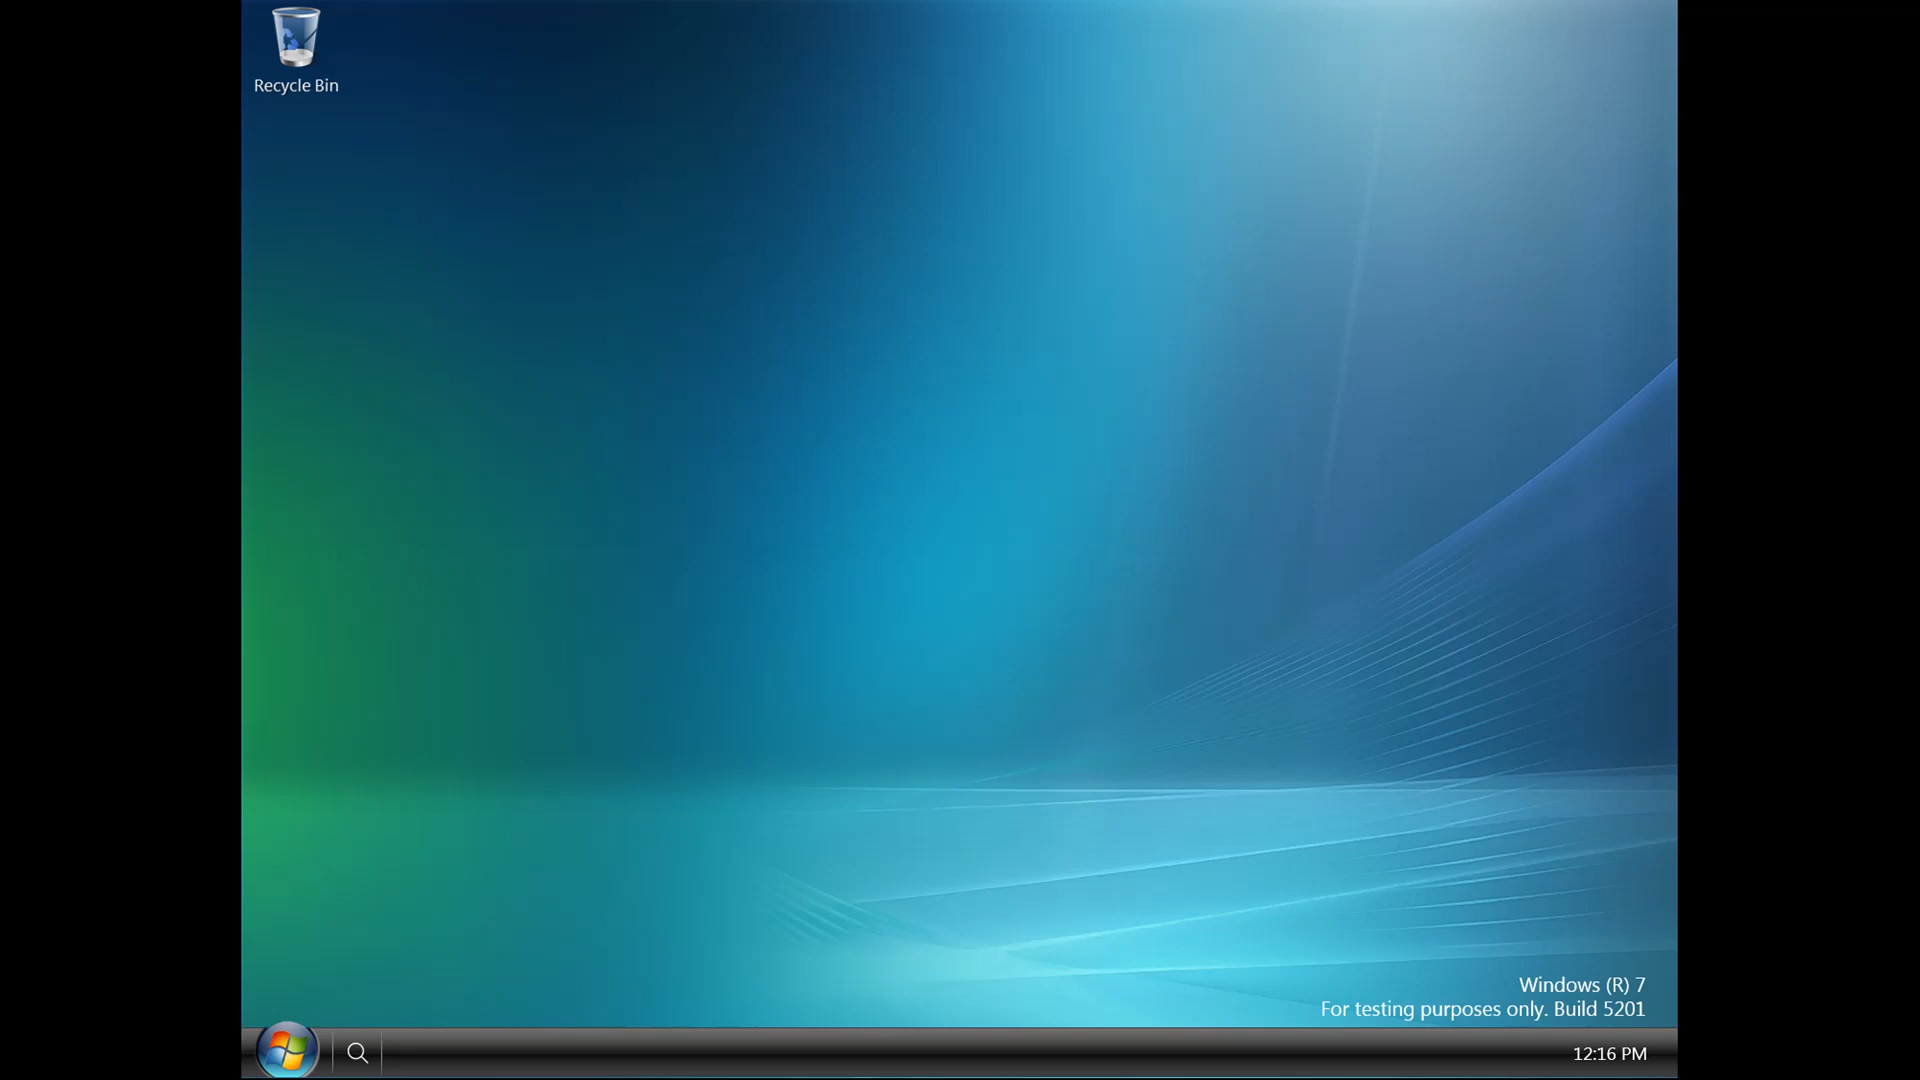 Recycle Bin
Windows (R) 7
For testing purposes only. Build 5201
12:16 PM